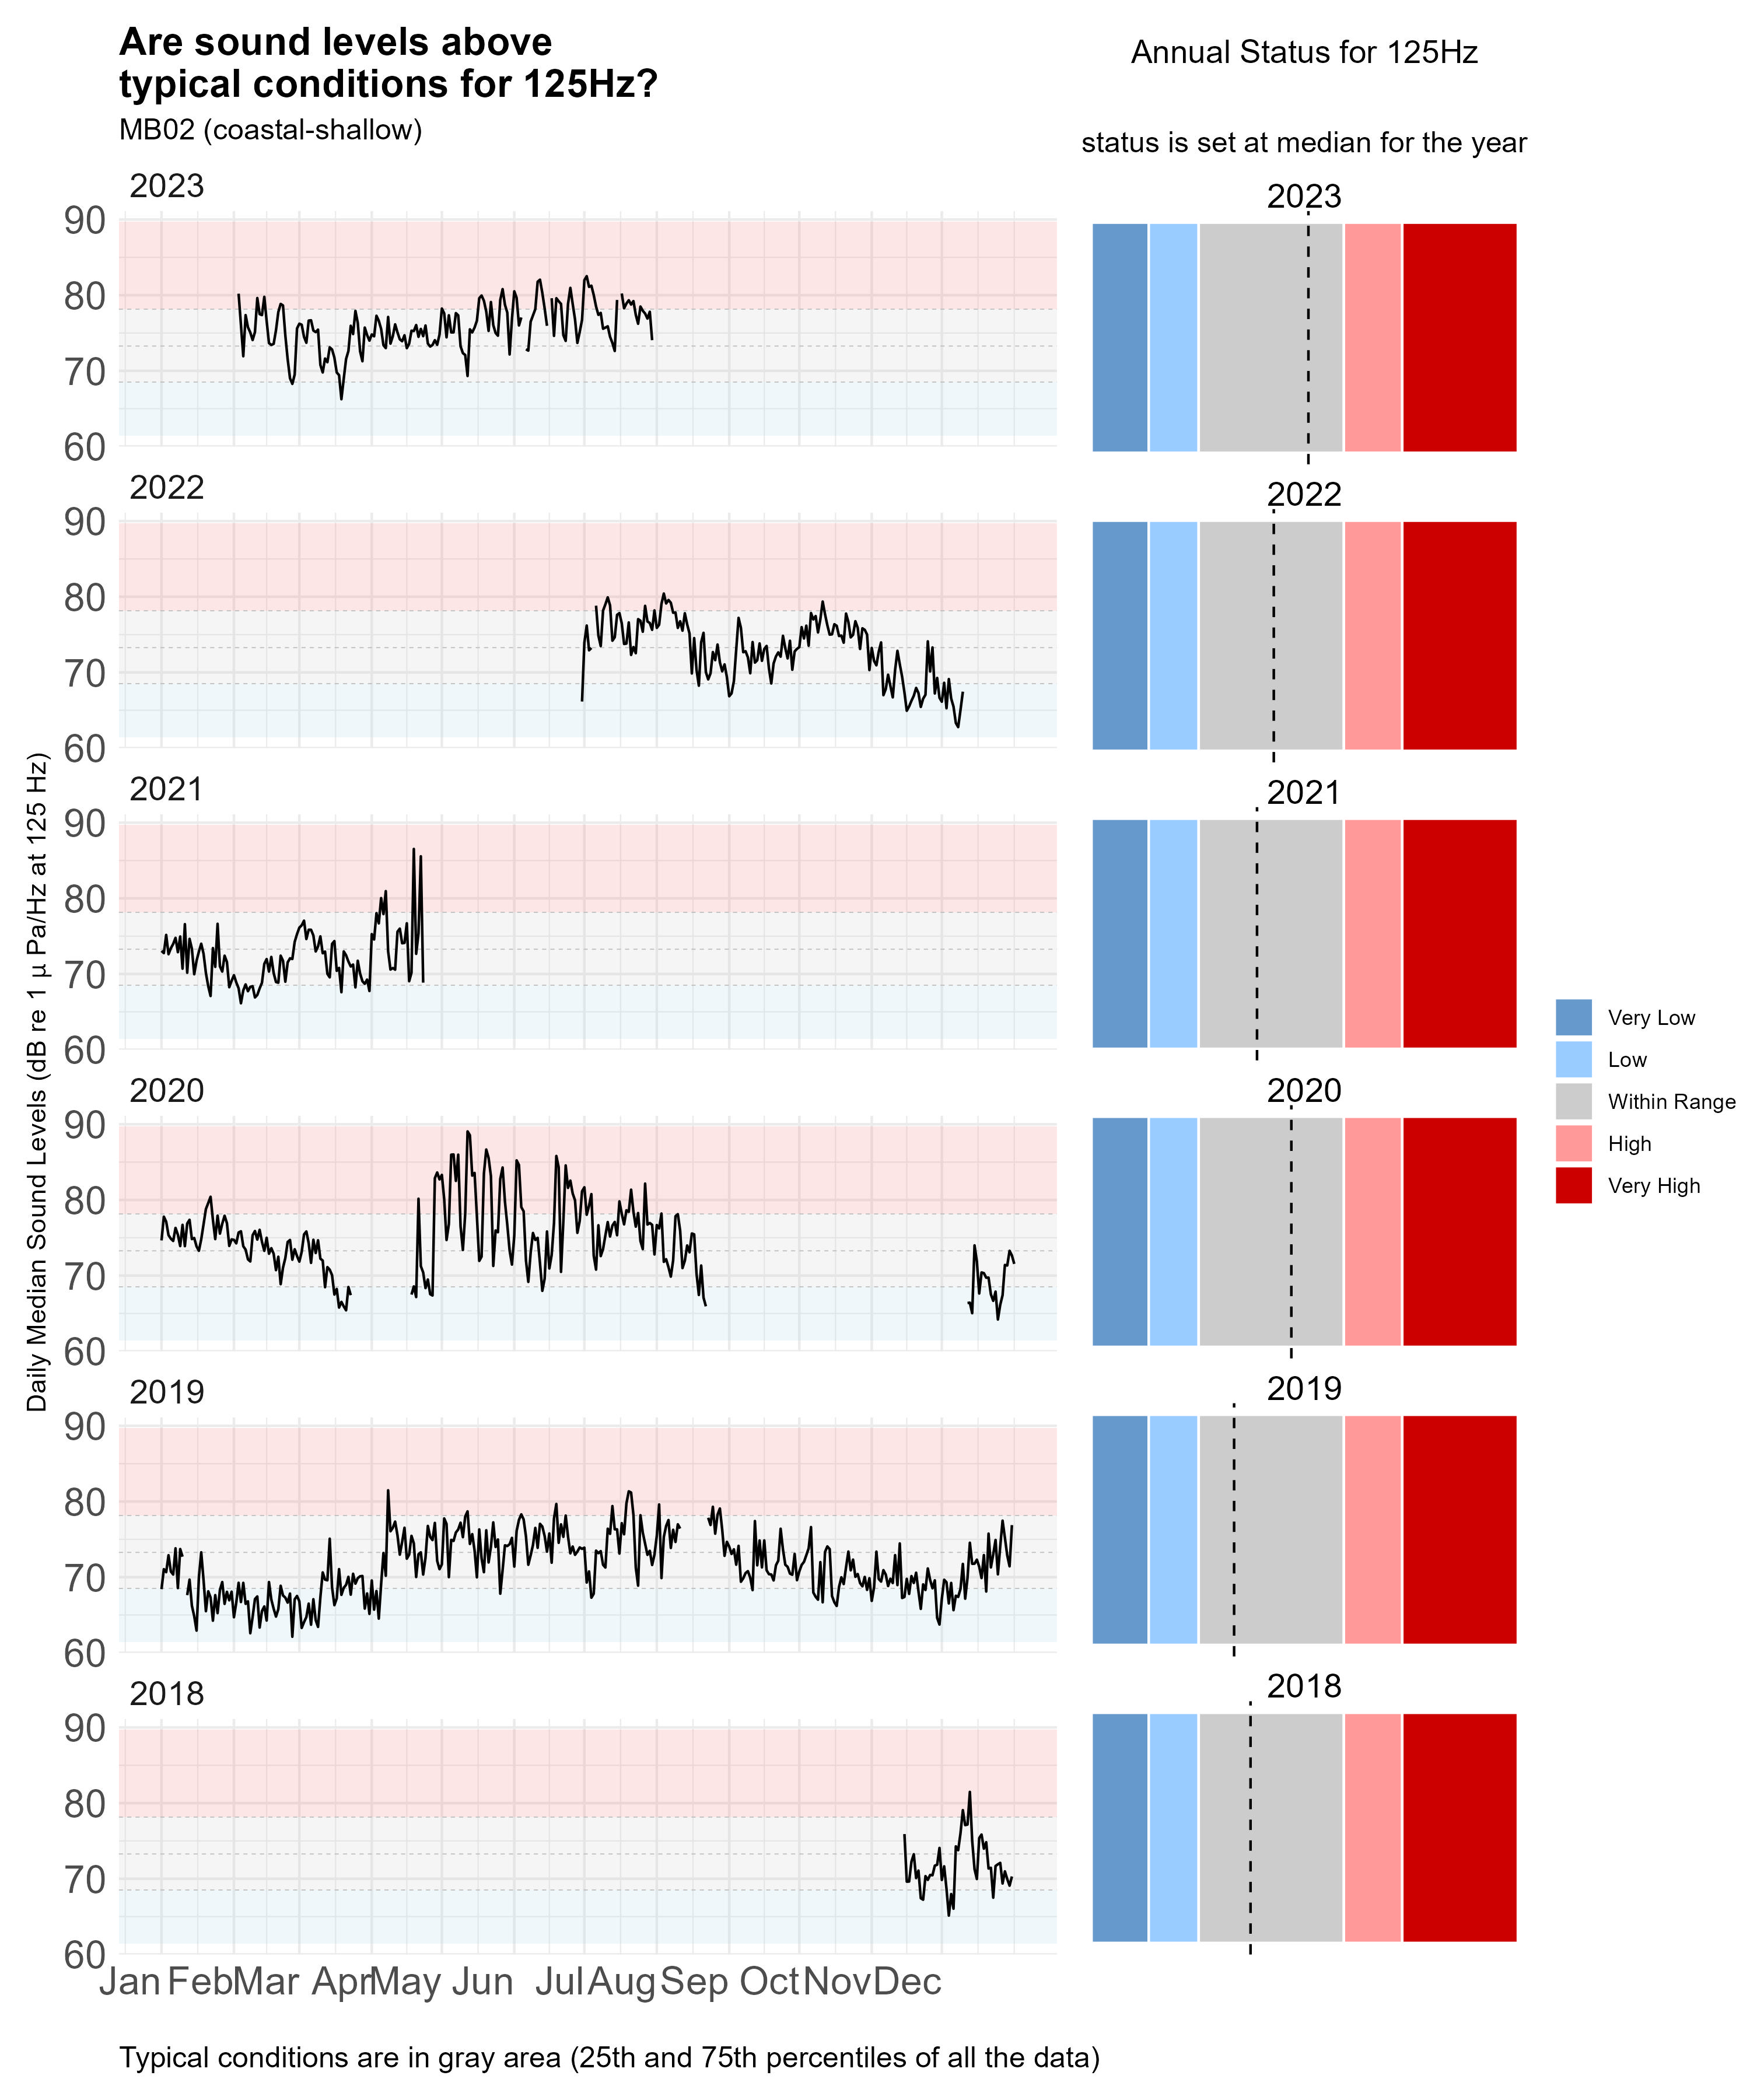 Are sound levels above
typical conditions for 125Hz?
MB02 (coastal-shallow)
Annual Status for 125Hz
status is set at median for the year
Daily Median Sound Levels (dB re 1 µ Pa/Hz at 125 Hz)
2023
90
80
70
60
2022
90
80
70
60
2021
90
80
70
60
2020
90
80
70
60
2019
90
80
70
60
2018
90
80
70
60
Jan Feb Mar Apr May Jun Jul Aug Sep Oct Nov Dec
2023
2022
2021
2020
2019
2018
Very Low
Low
Within Range
High
Very High
Typical conditions are in gray area (25th and 75th percentiles of all the data)